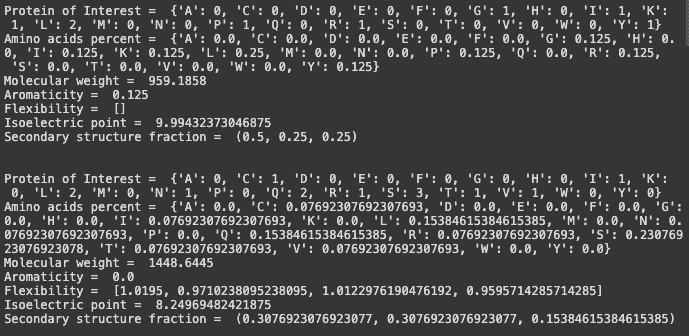 Protein of Interest =  {'A': 0, 'C': 0, 'D': 0, 'E': 0, 'F': 0, 'G': 1, 'H': 0, 'I': 1, 'K':
 1, 'L': 2, 'M': 0, 'N': 0, 'P': 1, 'Q': 0, 'R': 1, 'S': 0, 'T': 0, 'V': 0, 'W': 0, 'Y': 1}
Amino acids percent =  {'A': 0.0, 'C': 0.0, 'D': 0.0, 'E': 0.0, 'F': 0.0, 'G': 0.125, 'H': 0.
0, 'I': 0.125, 'K': 0.125, 'L': 0.25, 'M': 0.0, 'N': 0.0, 'P': 0.125, 'Q': 0.0, 'R': 0.125,
 'S': 0.0, 'T': 0.0, 'V': 0.0, 'W': 0.0, 'Y': 0.125}
Molecular weight =  959.1858
Aromaticity =  0.125
Flexibility =  []
Isoelectric point =  9.99432373046875
Secondary structure fraction =  (0.5, 0.25, 0.25)
Protein of Interest =  {'A': 0, 'C': 1, 'D': 0, 'E': 0, 'F': 0, 'G': 0, 'H': 0, 'I': 1, 'K':
 0, 'L': 2, 'M': 0, 'N': 1, 'P': 0, 'Q': 2, 'R': 1, 'S': 3, 'T': 1, 'V': 1, 'W': 0, 'Y': 0}
Amino acids percent =  {'A': 0.0, 'C': 0.07692307692307693, 'D': 0.0, 'E': 0.0, 'F': 0.0, 'G':
0.0, 'H': 0.0, 'I': 0.07692307692307693, 'K': 0.0, 'L': 0.15384615384615385, 'M': 0.0, 'N': 0.
07692307692307693, 'P': 0.0, 'Q': 0.15384615384615385, 'R': 0.07692307692307693, 'S': 0.230769
23076923078, 'T': 0.07692307692307693, 'V': 0.07692307692307693, 'W': 0.0, 'Y': 0.0}
Molecular weight =  1448.6445
Aromaticity =  0.0
Flexibility =  [1.0195, 0.9710238095238095, 1.0122976190476192, 0.9595714285714285]
Isoelectric point =  8.24969482421875
Secondary structure fraction =  (0.3076923076923077, 0.3076923076923077, 0.15384615384615385)